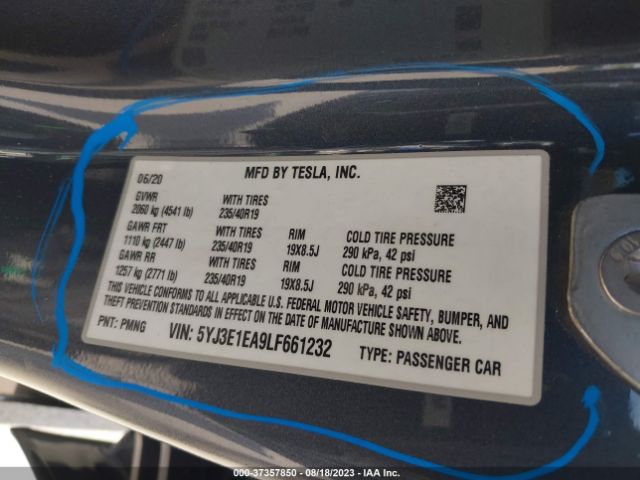 06/20 MFD BY TESLA, INC.
GVWR WITH TIRES
2060 kg (4541 lb) 235/40R19
GAWR FRT WITH TIRES RIM COLD TIRE PRESSURE
1110 kg (2447 lb) 235/40R19 19X8.5J 290 kPa, 42 psi
GAWR RR WITH TIRES RIM COLD TIRE PRESSURE
1257 kg (2771 lb) 235/40R19 19X8.5J 290 kPa, 42 psi
THIS VEHICLE CONFORMS TO ALL APPLICABLE U.S. FEDERAL MOTOR VEHICLE SAFETY, BUMPER, AND
THEFT PREVENTION STANDARDS IN EFFECT ON THE DATE OF MANUFACTURE SHOWN ABOVE.
PNT: PMNG VIN: 5YJ3E1EA9LF661232 TYPE: PASSENGER CAR
000-37357850 - 08/18/2023 - IAA Inc.